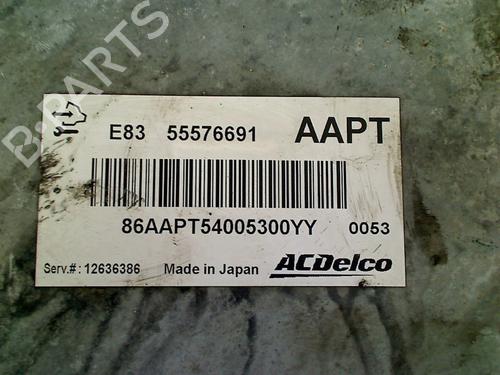 B-PARTS
E83 55576691 AAPT
86AAPT54005300YY 0053
Serv.#: 12636386 Made in Japan ACDelco